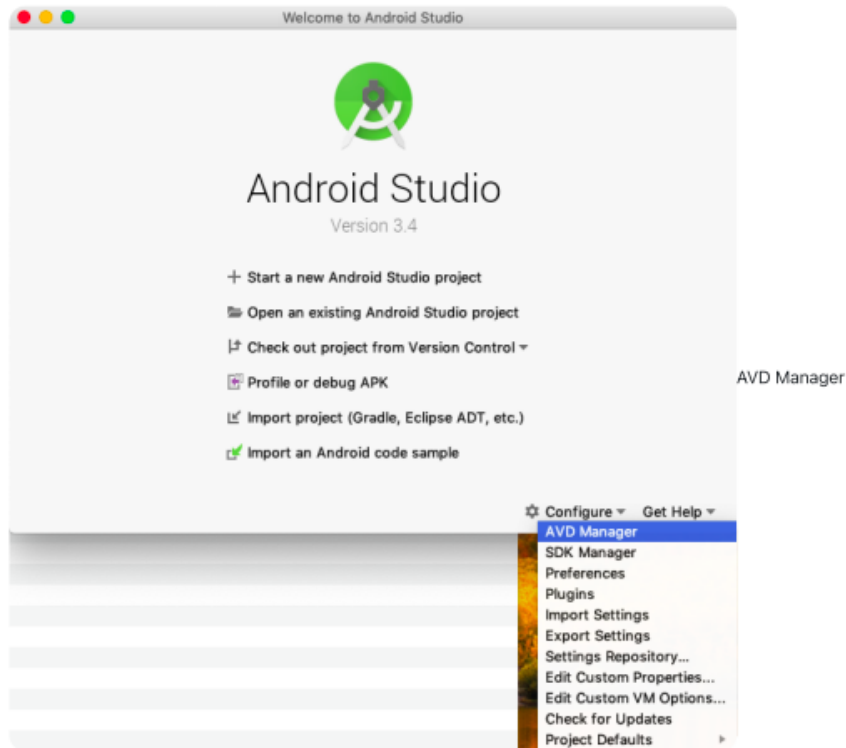 Welcome to Android Studio
Android Studio
Version 3.4
Start a new Android Studio project
Open an existing Android Studio project
Check out project from Version Control
Profile or debug APK
Import project (Gradle, Eclipse ADT, etc.)
Import an Android code sample
Configure Get Help
AVD Manager
SDK Manager
Preferences
Plugins
Import Settings
Export Settings
Settings Repository...
Edit Custom Properties...
Edit Custom VM Options...
Check for Updates
Project Defaults
AVD Manager